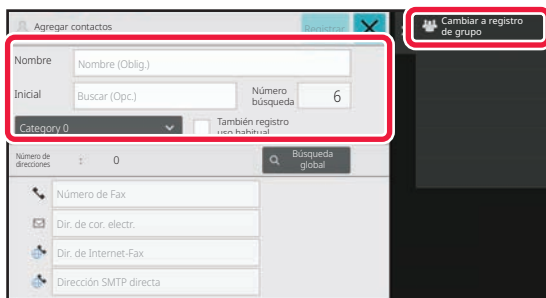 Agregar contactos
Registrar
Cambiar a registro
de grupo
Nombre
Nombre (Oblig.)
Inicial
Buscar (Opc.)
Número
búsqueda
6
Category 0
También registro
uso habitual
Número de
direcciones
:
0
Búsqueda
global
Número de Fax
Dir. de cor. electr.
Dir. de Internet-Fax
Dirección SMTP directa